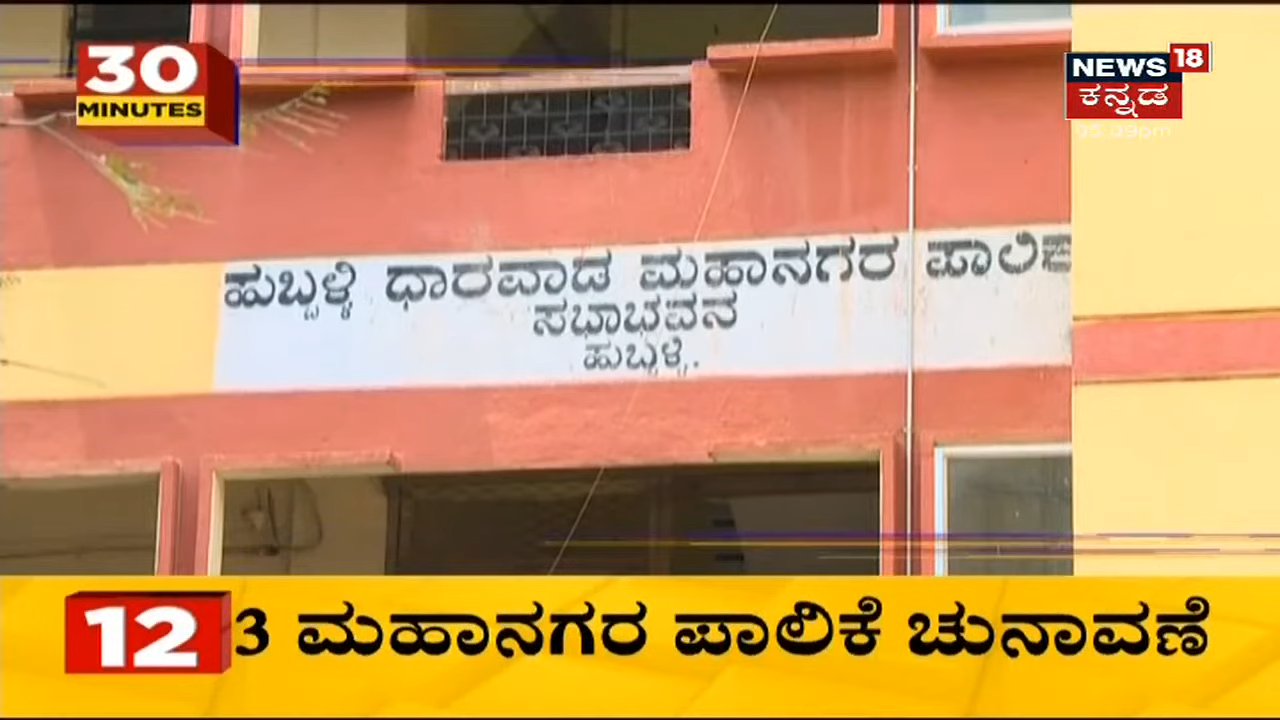 30
MINUTES
NEWS 18
ಕನ್ನಡ
ಹುಬ್ಬಳ್ಳಿ ಧಾರವಾಡ ಮಹಾನಗರ
ಸಭಾಭವನ
ಹುಬ್ಬಳ್ಳಿ.
12 3 ಮಹಾನಗರ ಪಾಲಿಕೆ ಚುನಾವಣೆ